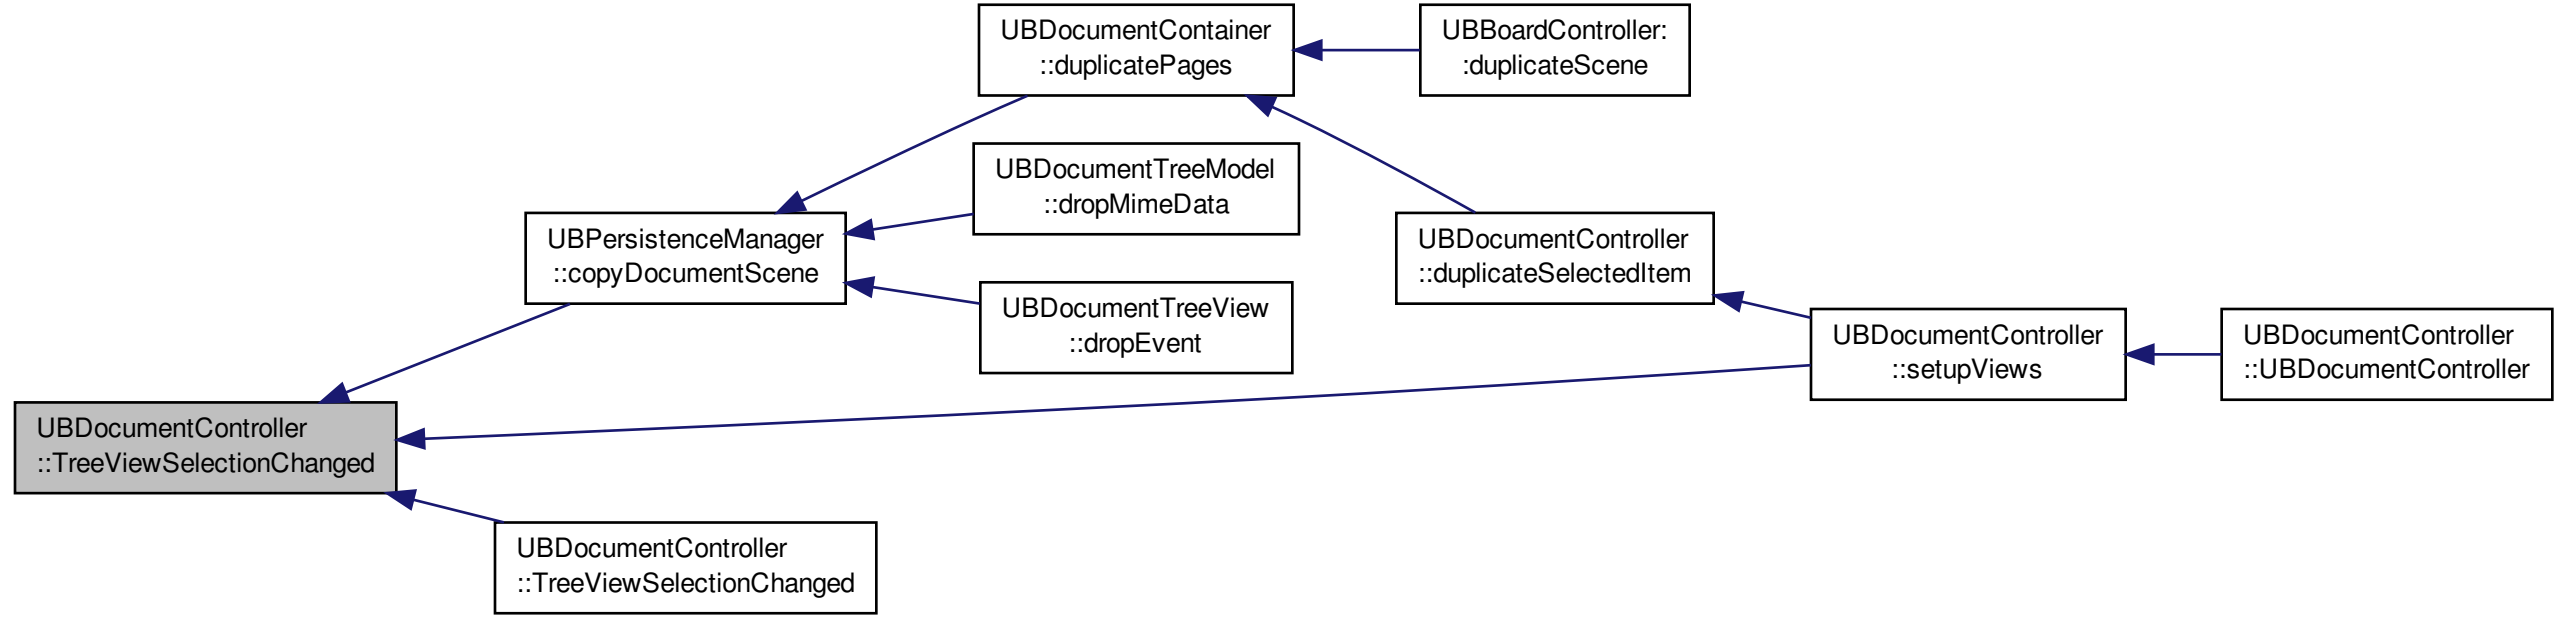 UBDocumentContainer
::duplicatePages
UBBoardController:
:duplicateScene
UBDocumentTreeModel
::dropMimeData
UBPersistenceManager
::copyDocumentScene
UBDocumentController
::duplicateSelectedItem
UBDocumentTreeView
::dropEvent
UBDocumentController
::setupViews
UBDocumentController
::UBDocumentController
UBDocumentController
::TreeViewSelectionChanged
UBDocumentController
::TreeViewSelectionChanged